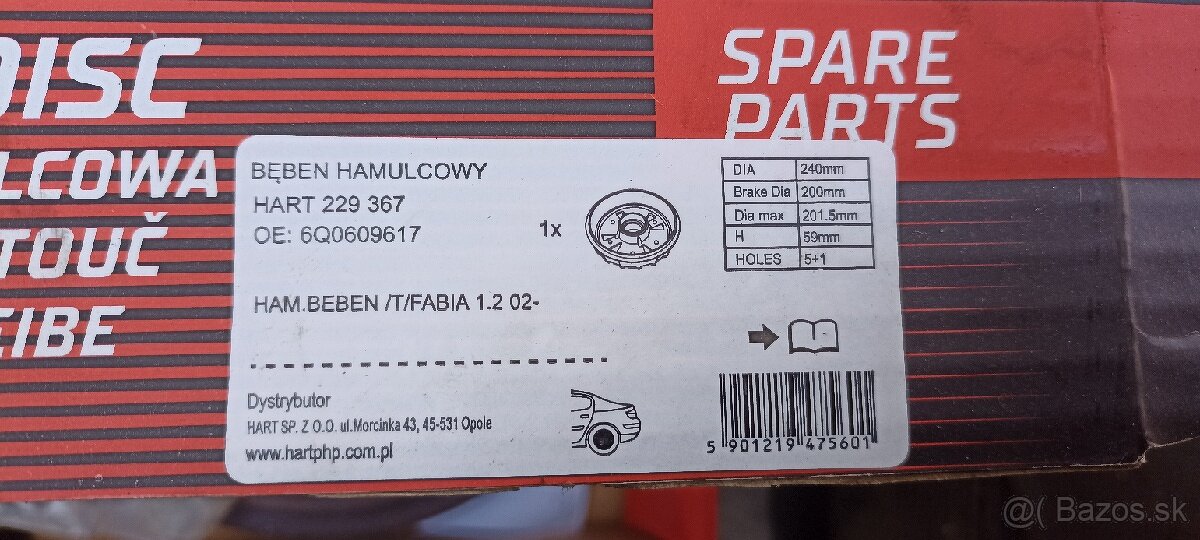 DISC
LCOWA
TOUČ
EIBE
SPARE
PARTS
BĘBEN HAMULCOWY
HART 229 367
OE: 6Q0609617
1x
DIA 240mm
Brake Dia 200mm
Dia max 201.5mm
H 59mm
HOLES 5+1
HAM.BEBEN /T/FABIA 1.2 02-
Dystrybutor
HART SP. Z O.O. ul.Morcinka 43, 45-531 Opole
www.hartphp.com.pl
5 901219 475601
@( Bazos.sk